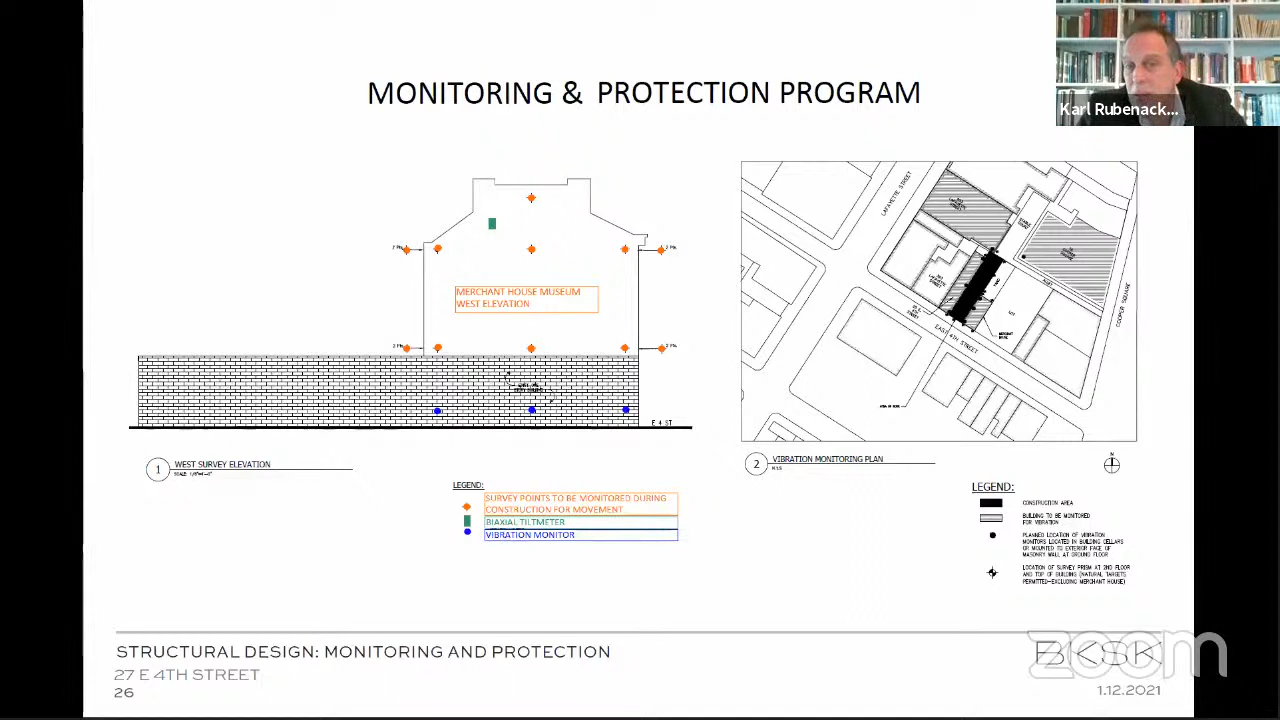 MONITORING & PROTECTION PROGRAM
Karl Rubenack...
MERCHANT HOUSE MUSEUM
WEST ELEVATION
E 4 ST
1 WEST SURVEY ELEVATION
LEGEND:
SURVEY POINTS TO BE MONITORED DURING
CONSTRUCTION FOR MOVEMENT
BIAXIAL TILTMETER
VIBRATION MONITOR
LAFAYETTE STREET
EAST 4TH STREET
COOPER SQUARE
2 VIBRATION MONITORING PLAN
N.T.S
N
LEGEND:
CONSTRUCTION AREA
BUILDING TO BE MONITORED
FOR VIBRATION
PLANNED LOCATION OF VIBRATION
MONITORS LOCATED IN BUILDING CELLARS
OR MOUNTED TO EXTERIOR FACE OF
MASONRY WALL AT GROUND FLOOR
LOCATION OF SURVEY PRISM AT 2ND FLOOR
AND TOP OF BUILDING (NATURAL TARGETS
PERMITTED-EXCLUDING MERCHANT HOUSE)
STRUCTURAL DESIGN: MONITORING AND PROTECTION
27 E 4TH STREET
26
BKSK
zoom
1.12.2021